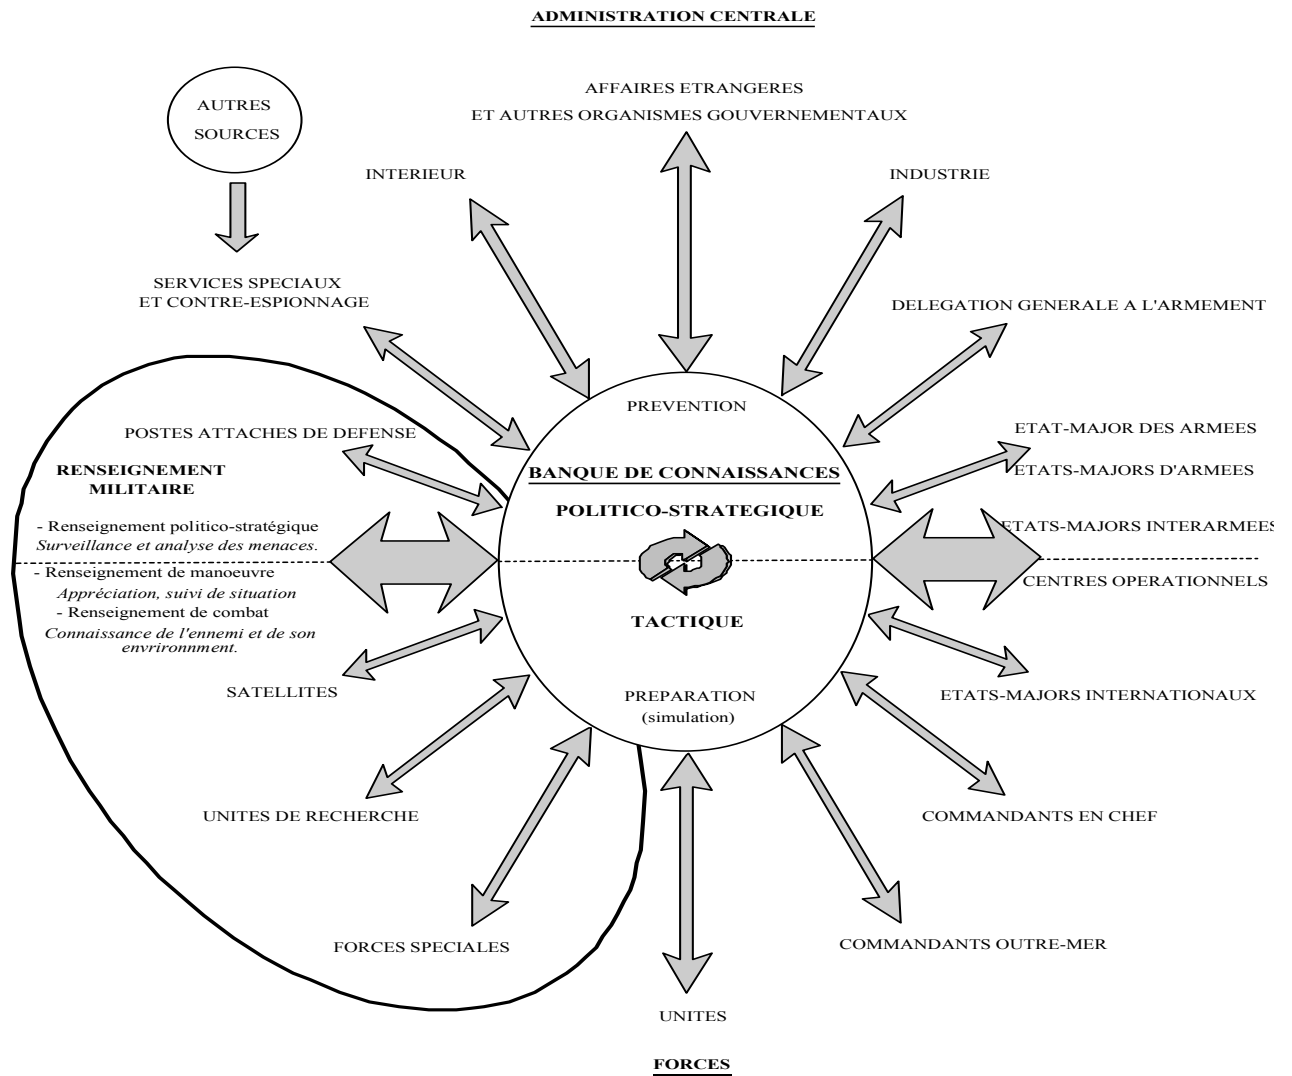 ADMINISTRATION CENTRALE
AFFAIRES ETRANGERES
ET AUTRES ORGANISMES GOUVERNEMENTAUX
AUTRES
SOURCES
INTERIEUR
INDUSTRIE
SERVICES SPECIAUX
ET CONTRE-ESPIONNAGE
DELEGATION GENERALE A L'ARMEMENT
PREVENTION
POSTES ATTACHES DE DEFENSE
ETAT-MAJOR DES ARMEES
RENSEIGNEMENT
MILITAIRE
BANQUE DE CONNAISSANCES
ETATS-MAJORS D'ARMEES
POLITICO-STRATEGIQUE
- Renseignement politico-stratégique
Surveillance et analyse des menaces.
ETATS-MAJORS INTERARMEES
- Renseignement de manoeuvre
Appréciation, suivi de situation
- Renseignement de combat
Connaissance de l'ennemi et de son
envrironnment.
CENTRES OPERATIONNELS
TACTIQUE
SATELLITES
PREPARATION
(simulation)
ETATS-MAJORS INTERNATIONAUX
UNITES DE RECHERCHE
COMMANDANTS EN CHEF
FORCES SPECIALES
COMMANDANTS OUTRE-MER
UNITES
FORCES